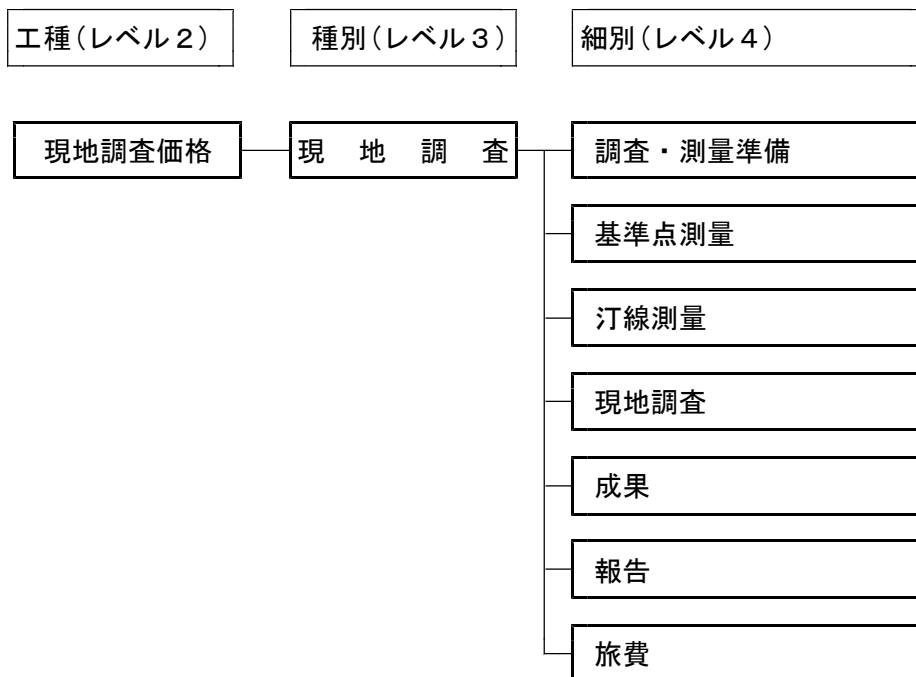 工種(レベル2) 種別(レベル3) 細別(レベル4)
現地調査価格 現地調査 調査・測量準備
基準点測量
汀線測量
現地調査
成果
報告
旅費